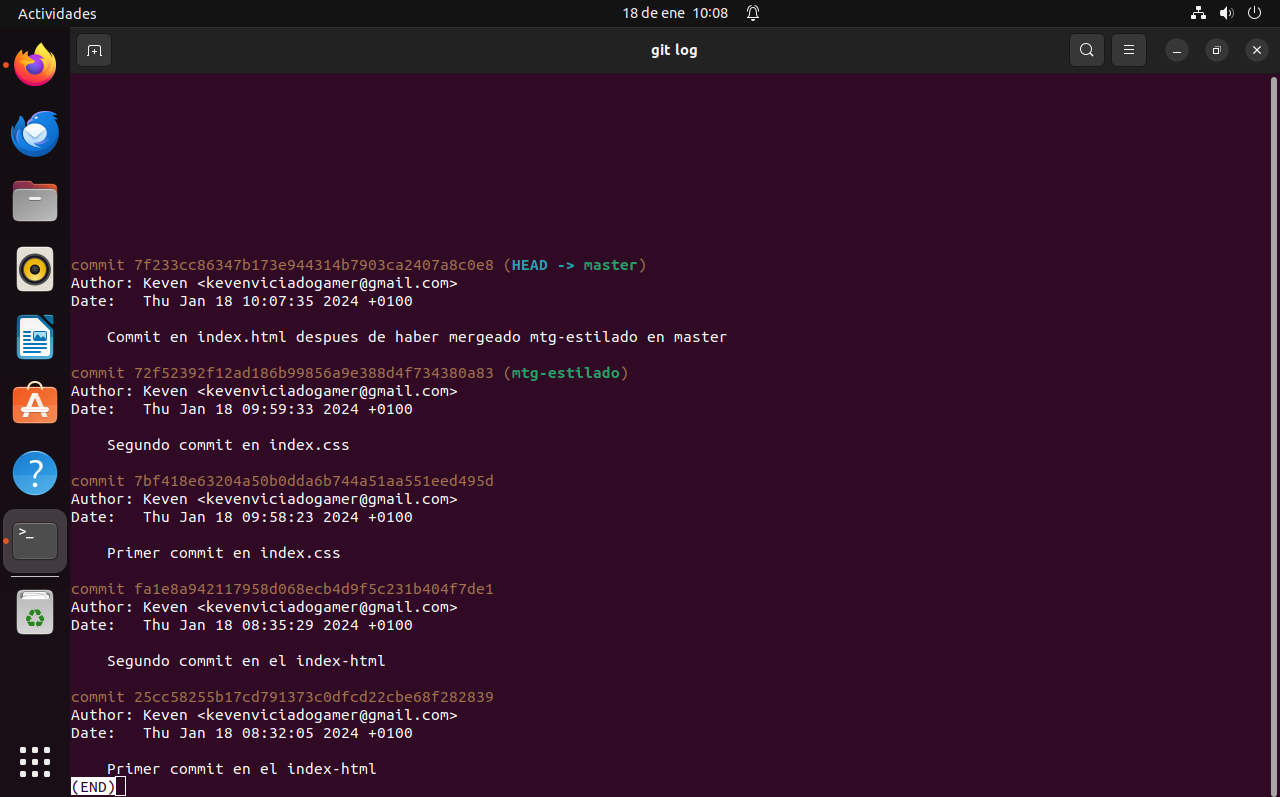 Actividades
18 de ene 10:08
git log
commit 7f233cc86347b173e944314b7903ca2407a8c0e8 (HEAD -> master)
Author: Keven <kevenviciadogamer@gmail.com>
Date:   Thu Jan 18 10:07:35 2024 +0100
Commit en index.html despues de haber mergeado mtg-estilado en master
commit 72f52392f12ad186b99856a9e388d4f734380a83 (mtg-estilado)
Author: Keven <kevenviciadogamer@gmail.com>
Date:   Thu Jan 18 09:59:33 2024 +0100
Segundo commit en index.css
commit 7bf418e63204a50b0dda6b744a51aa551eed495d
Author: Keven <kevenviciadogamer@gmail.com>
Date:   Thu Jan 18 09:58:23 2024 +0100
Primer commit en index.css
commit fa1e8a942117958d068ecb4d9f5c231b404f7de1
Author: Keven <kevenviciadogamer@gmail.com>
Date:   Thu Jan 18 08:35:29 2024 +0100
Segundo commit en el index-html
commit 25cc58255b17cd791373c0dfcd22cbe68f282839
Author: Keven <kevenviciadogamer@gmail.com>
Date:   Thu Jan 18 08:32:05 2024 +0100
Primer commit en el index-html
(END)